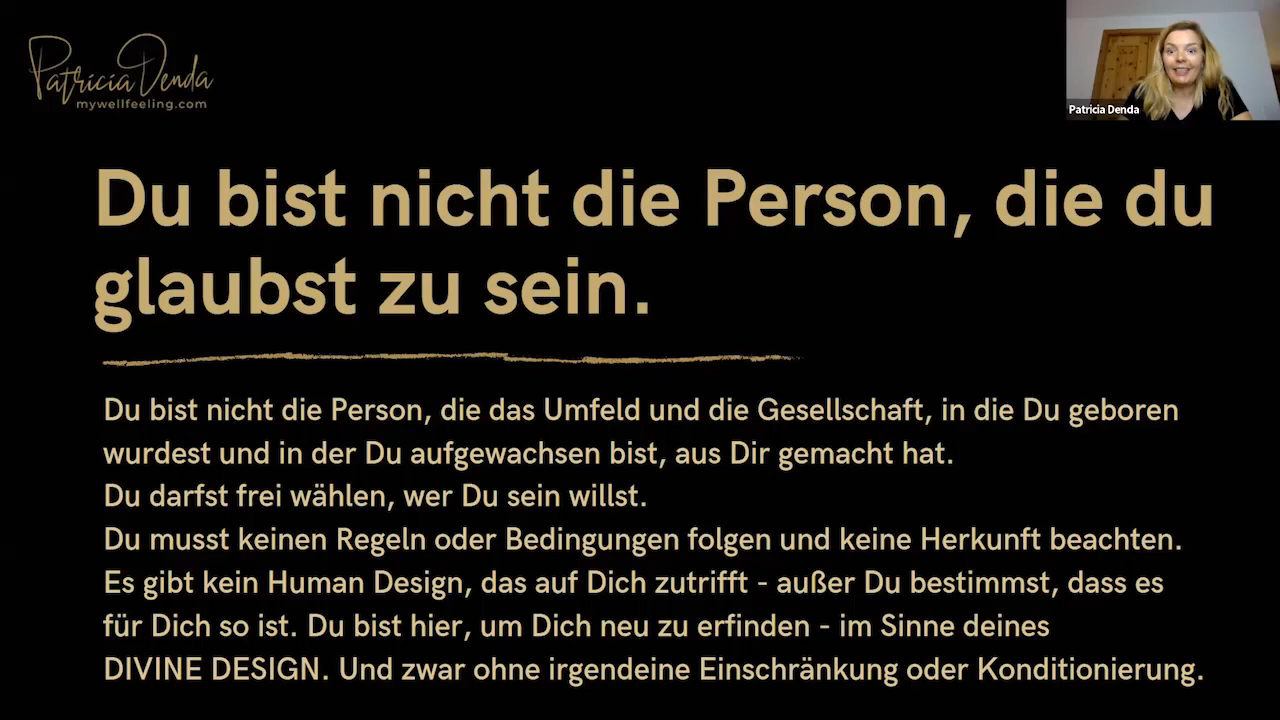 Patricia Denda
mywellfeeling.com
Patricia Denda
Du bist nicht die Person, die du
glaubst zu sein.
Du bist nicht die Person, die das Umfeld und die Gesellschaft, in die Du geboren
wurdest und in der Du aufgewachsen bist, aus Dir gemacht hat.
Du darfst frei wählen, wer Du sein willst.
Du musst keinen Regeln oder Bedingungen folgen und keine Herkunft beachten.
Es gibt kein Human Design, das auf Dich zutrifft - außer Du bestimmst, dass es
für Dich so ist. Du bist hier, um Dich neu zu erfinden - im Sinne deines
DIVINE DESIGN. Und zwar ohne irgendeine Einschränkung oder Konditionierung.